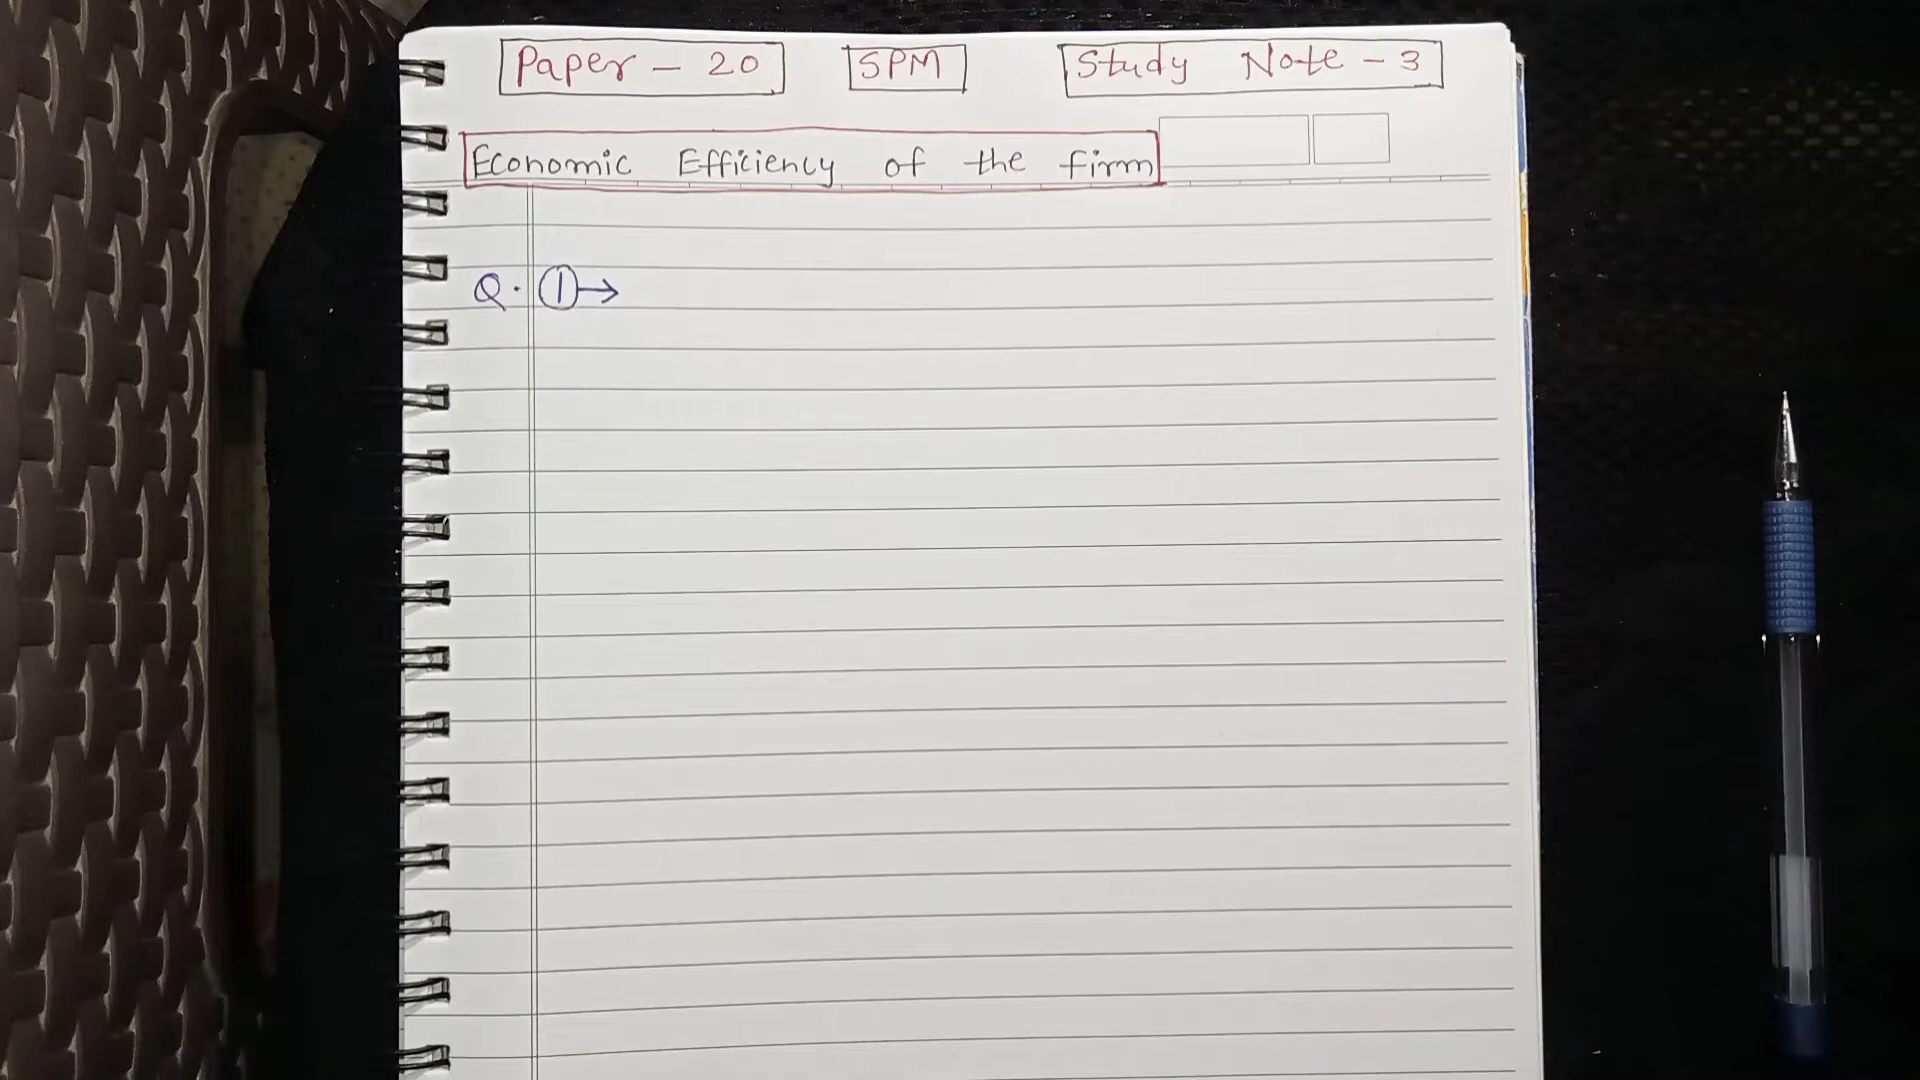 Paper - 20 SPM Study Note - 3
Economic Efficiency of the firm
Q. ① →